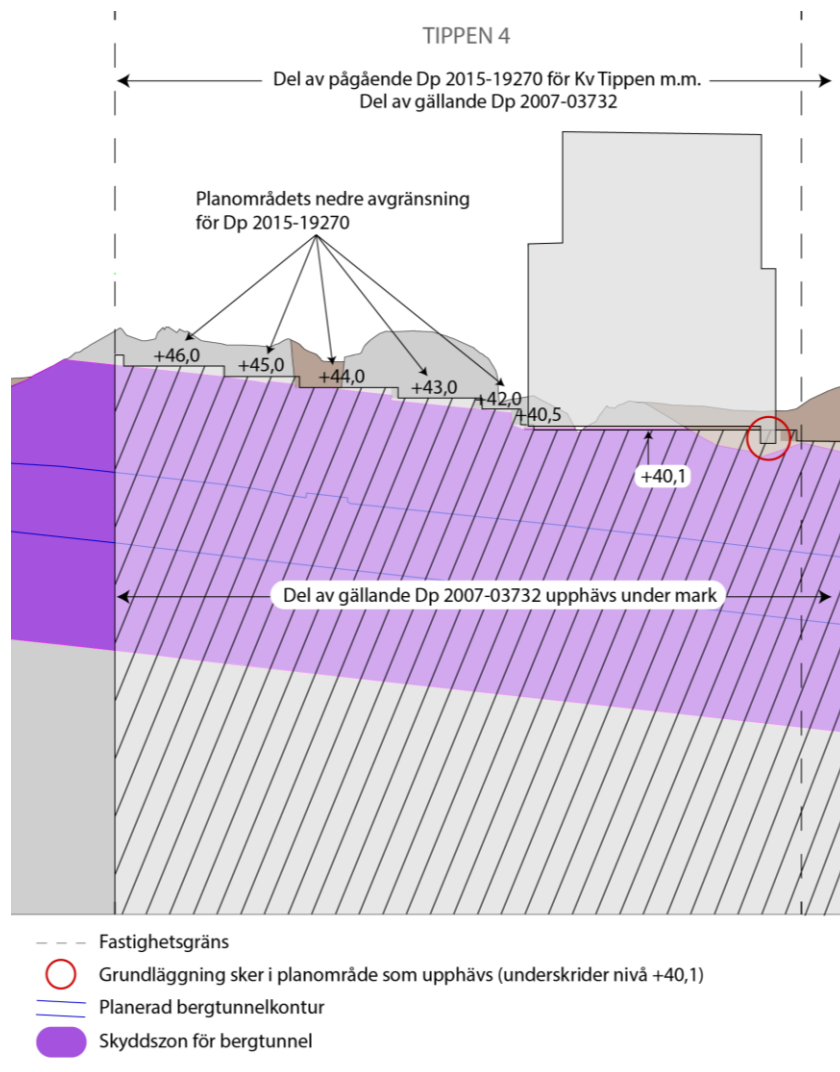 TIPPEN 4
Del av pågående Dp 2015-19270 för Kv Tippen m.m.
Del av gällande Dp 2007-03732
Planområdets nedre avgränsning
för Dp 2015-19270
+46,0
+45,0
+44,0
+43,0
+42,0
+40,5
+40,1
Del av gällande Dp 2007-03732 upphävs under mark
Fastighetsgräns
Grundläggning sker i planområde som upphävs (underskrider nivå +40,1)
Planerad bergtunnelkontur
Skyddszon för bergtunnel